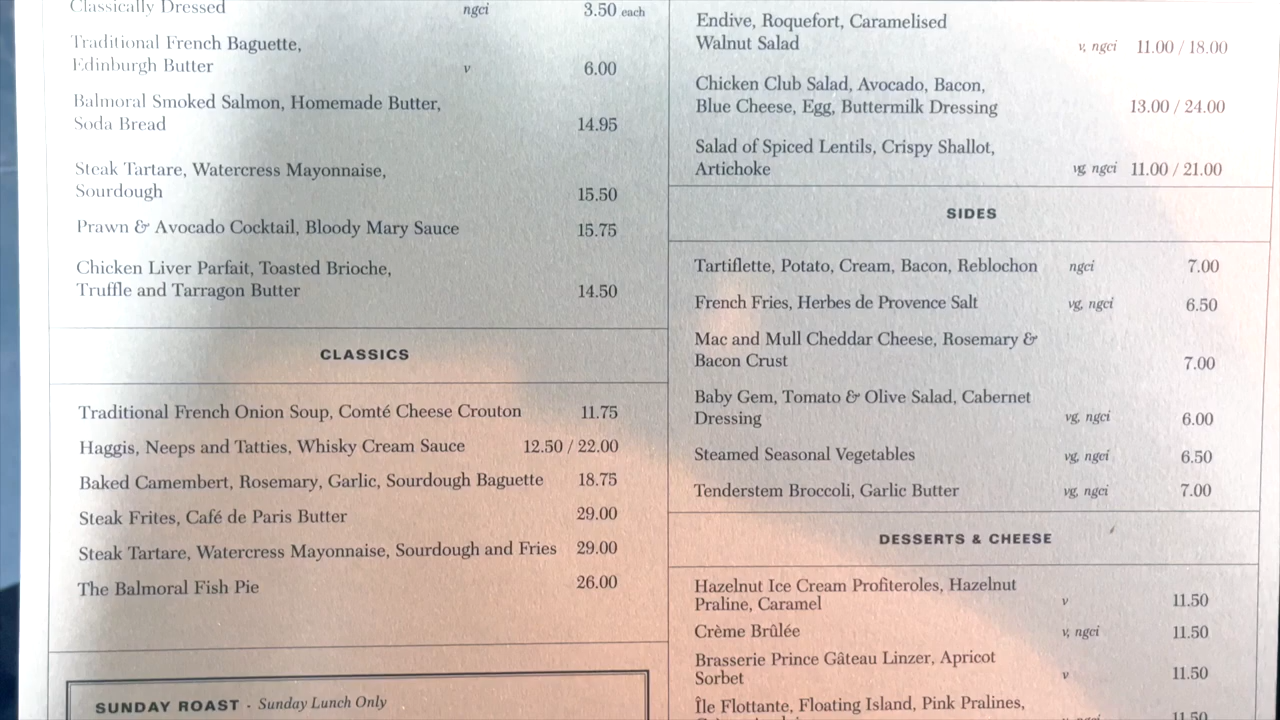 Classically Dressed ngci 3.50 each
Traditional French Baguette,
Edinburgh Butter v 6.00
Balmoral Smoked Salmon, Homemade Butter,
Soda Bread 14.95
Steak Tartare, Watercress Mayonnaise,
Sourdough 15.50
Prawn & Avocado Cocktail, Bloody Mary Sauce 15.75
Chicken Liver Parfait, Toasted Brioche,
Truffle and Tarragon Butter 14.50
CLASSICS
Traditional French Onion Soup, Comté Cheese Crouton 11.75
Haggis, Neeps and Tatties, Whisky Cream Sauce 12.50 / 22.00
Baked Camembert, Rosemary, Garlic, Sourdough Baguette 18.75
Steak Frites, Café de Paris Butter 29.00
Steak Tartare, Watercress Mayonnaise, Sourdough and Fries 29.00
The Balmoral Fish Pie 26.00
SUNDAY ROAST · Sunday Lunch Only
Endive, Roquefort, Caramelised
Walnut Salad v, ngci 11.00 / 18.00
Chicken Club Salad, Avocado, Bacon,
Blue Cheese, Egg, Buttermilk Dressing 13.00 / 24.00
Salad of Spiced Lentils, Crispy Shallot,
Artichoke vg, ngci 11.00 / 21.00
SIDES
Tartiflette, Potato, Cream, Bacon, Reblochon ngci 7.00
French Fries, Herbes de Provence Salt vg, ngci 6.50
Mac and Mull Cheddar Cheese, Rosemary &
Bacon Crust 7.00
Baby Gem, Tomato & Olive Salad, Cabernet
Dressing vg, ngci 6.00
Steamed Seasonal Vegetables vg, ngci 6.50
Tenderstem Broccoli, Garlic Butter vg, ngci 7.00
DESSERTS & CHEESE
Hazelnut Ice Cream Profiteroles, Hazelnut
Praline, Caramel v 11.50
Crème Brûlée v, ngci 11.50
Brasserie Prince Gâteau Linzer, Apricot
Sorbet v 11.50
Île Flottante, Floating Island, Pink Pralines,
11.50